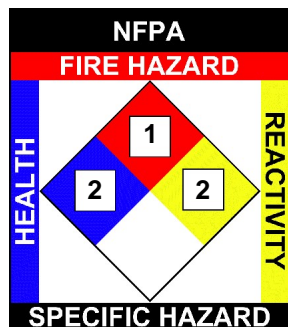 NFPA
FIRE HAZARD
HEALTH
1
2
2
REACTIVITY
SPECIFIC HAZARD